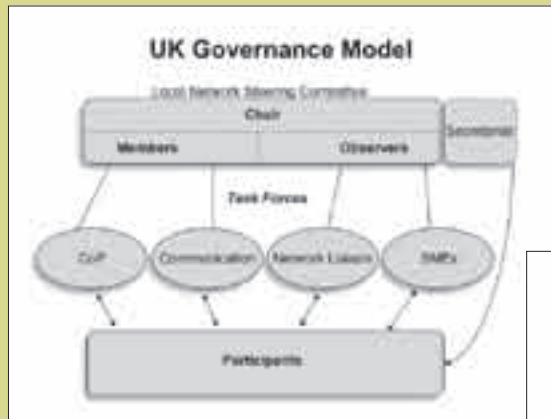 UK Governance Model
Local Network Steering Committee
Chair
Secretariat
Members Observers
Task Forces
CoP Communication Network Liaison SMEs
Participants